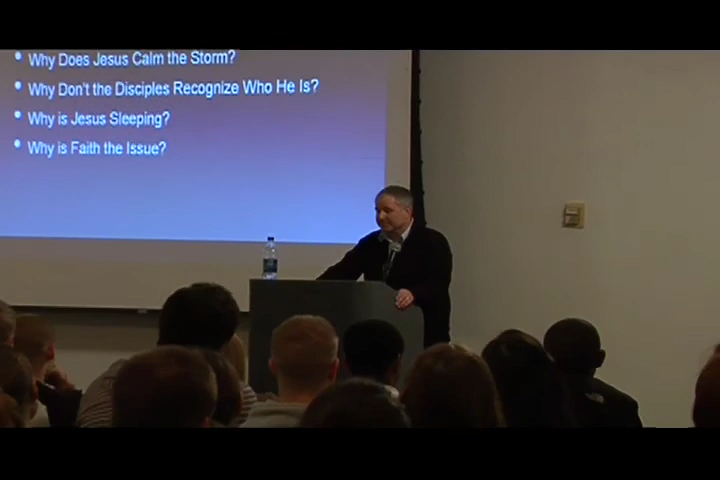 • Why Does Jesus Calm the Storm?
• Why Don't the Disciples Recognize Who He Is?
• Why is Jesus Sleeping?
• Why is Faith the Issue?